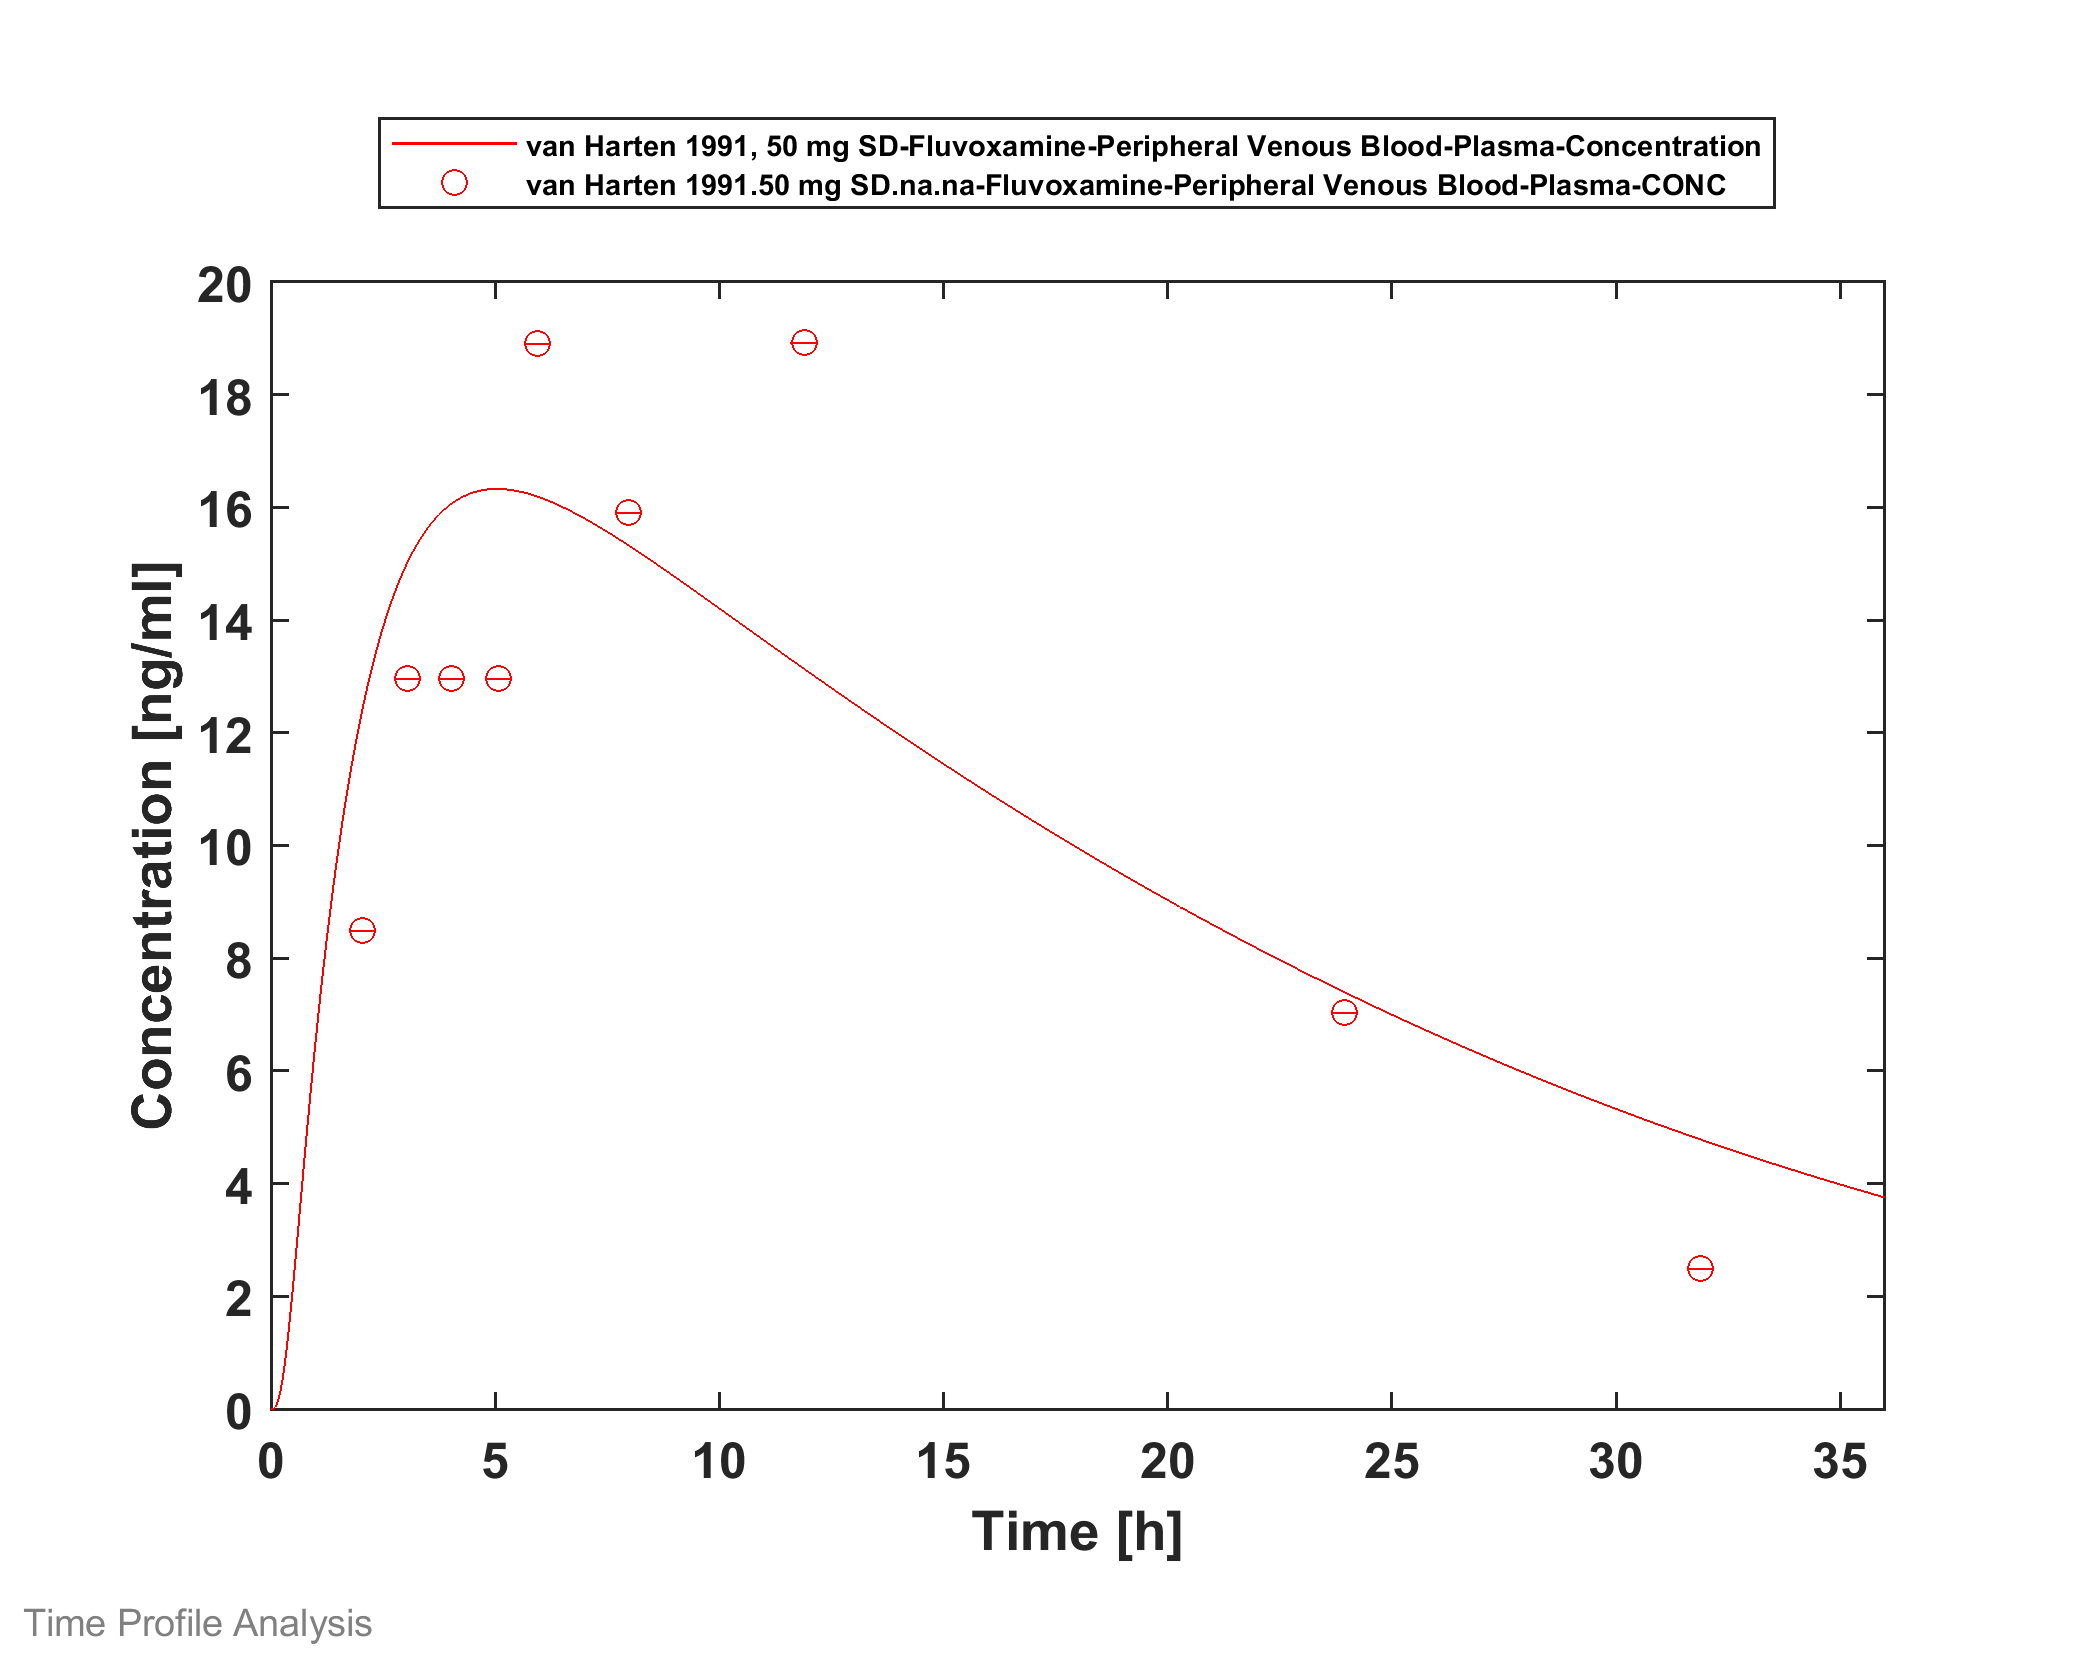 van Harten 1991, 50 mg SD-Fluvoxamine-Peripheral Venous Blood-Plasma-Concentration
van Harten 1991.50 mg SD.na.na-Fluvoxamine-Peripheral Venous Blood-Plasma-CONC
20
18
16
14
12
10
8
6
4
2
0
Concentration [ng/ml]
0 5 10 15 20 25 30 35
Time [h]
Time Profile Analysis